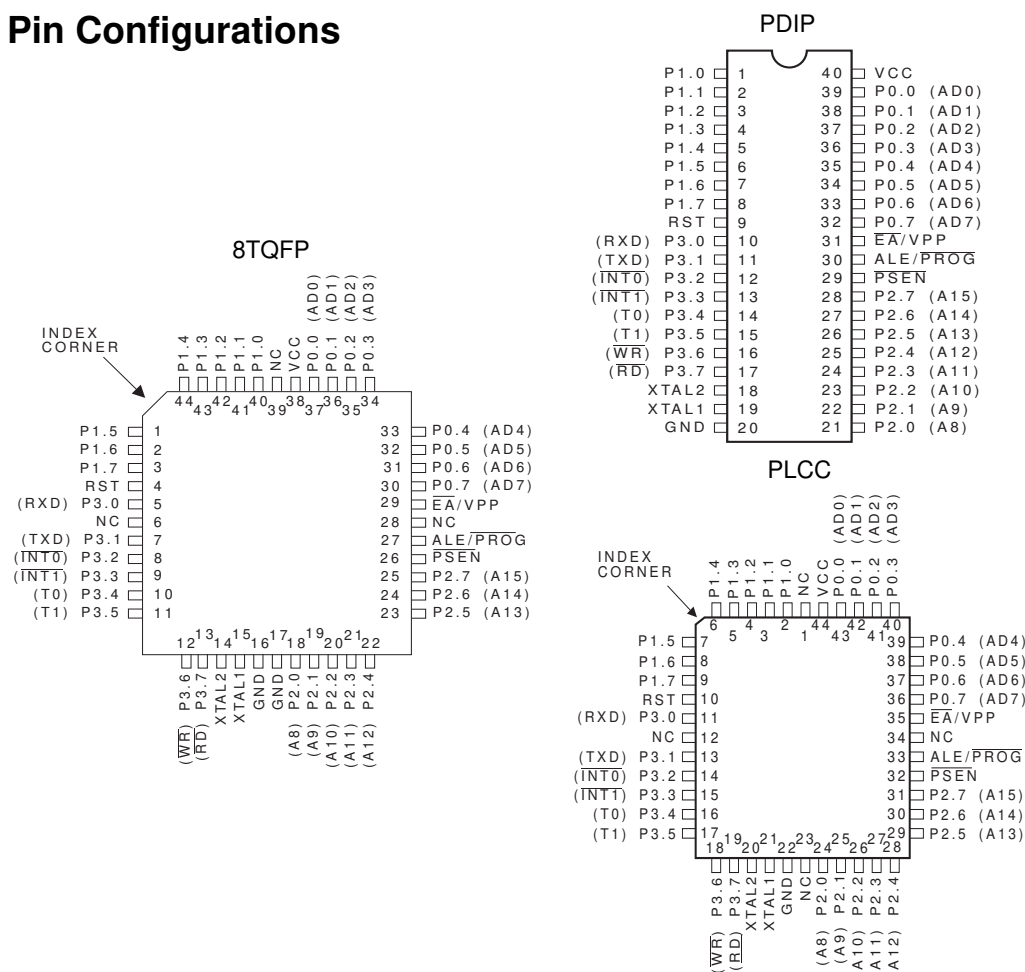 Pin Configurations
PDIP
P1.0 1 40 VCC
P1.1 2 39 P0.0 (AD0)
P1.2 3 38 P0.1 (AD1)
P1.3 4 37 P0.2 (AD2)
P1.4 5 36 P0.3 (AD3)
P1.5 6 35 P0.4 (AD4)
P1.6 7 34 P0.5 (AD5)
P1.7 8 33 P0.6 (AD6)
RST 9 32 P0.7 (AD7)
(RXD) P3.0 10 31 E̅A̅/VPP
(TXD) P3.1 11 30 ALE/P̅R̅O̅G̅
(I̅N̅T̅0̅) P3.2 12 29 P̅S̅E̅N̅
(I̅N̅T̅1̅) P3.3 13 28 P2.7 (A15)
(T0) P3.4 14 27 P2.6 (A14)
(T1) P3.5 15 26 P2.5 (A13)
(W̅R̅) P3.6 16 25 P2.4 (A12)
(R̅D̅) P3.7 17 24 P2.3 (A11)
XTAL2 18 23 P2.2 (A10)
XTAL1 19 22 P2.1 (A9)
GND 20 21 P2.0 (A8)
8TQFP
INDEX
CORNER
P1.4
P1.3
P1.2
P1.1
P1.0
NC
VCC
P0.0 (AD0)
P0.1 (AD1)
P0.2 (AD2)
P0.3 (AD3)
44 43 42 41 40 39 38 37 36 35 34
P1.5 1 33 P0.4 (AD4)
P1.6 2 32 P0.5 (AD5)
P1.7 3 31 P0.6 (AD6)
RST 4 30 P0.7 (AD7)
(RXD) P3.0 5 29 E̅A̅/VPP
NC 6 28 NC
(TXD) P3.1 7 27 ALE/P̅R̅O̅G̅
(I̅N̅T̅0̅) P3.2 8 26 P̅S̅E̅N̅
(I̅N̅T̅1̅) P3.3 9 25 P2.7 (A15)
(T0) P3.4 10 24 P2.6 (A14)
(T1) P3.5 11 23 P2.5 (A13)
12 13 14 15 16 17 18 19 20 21 22
(W̅R̅) P3.6
(R̅D̅) P3.7
XTAL2
XTAL1
GND
GND
(A8) P2.0
(A9) P2.1
(A10) P2.2
(A11) P2.3
(A12) P2.4
PLCC
INDEX
CORNER
P1.4
P1.3
P1.2
P1.1
P1.0
NC
VCC
P0.0 (AD0)
P0.1 (AD1)
P0.2 (AD2)
P0.3 (AD3)
6 5 4 3 2 1 44 43 42 41 40
P1.5 7 39 P0.4 (AD4)
P1.6 8 38 P0.5 (AD5)
P1.7 9 37 P0.6 (AD6)
RST 10 36 P0.7 (AD7)
(RXD) P3.0 11 35 E̅A̅/VPP
NC 12 34 NC
(TXD) P3.1 13 33 ALE/P̅R̅O̅G̅
(I̅N̅T̅0̅) P3.2 14 32 P̅S̅E̅N̅
(I̅N̅T̅1̅) P3.3 15 31 P2.7 (A15)
(T0) P3.4 16 30 P2.6 (A14)
(T1) P3.5 17 29 P2.5 (A13)
18 19 20 21 22 23 24 25 26 27 28
(W̅R̅) P3.6
(R̅D̅) P3.7
XTAL2
XTAL1
GND
NC
(A8) P2.0
(A9) P2.1
A10) P2.2
A11) P2.3
A12) P2.4